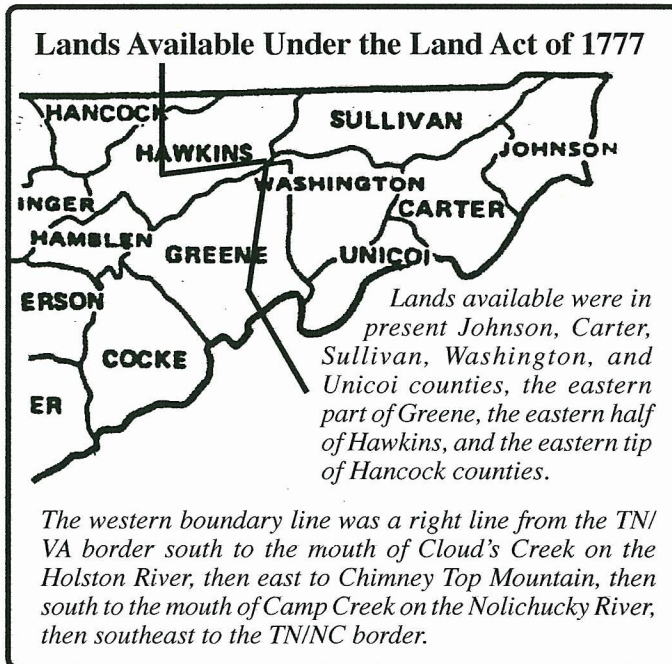 Lands Available Under the Land Act of 1777
HANCOCK
SULLIVAN
HAWKINS
JOHNSON
WASHINGTON
INGER
CARTER
HAMBLEN
GREENE
UNICOI
ERSON
COCKE
ER
Lands available were in
present Johnson, Carter,
Sullivan, Washington, and
Unicoi counties, the eastern
part of Greene, the eastern half
of Hawkins, and the eastern tip
of Hancock counties.
The western boundary line was a right line from the TN/
VA border south to the mouth of Cloud's Creek on the
Holston River, then east to Chimney Top Mountain, then
south to the mouth of Camp Creek on the Nolichucky River,
then southeast to the TN/NC border.